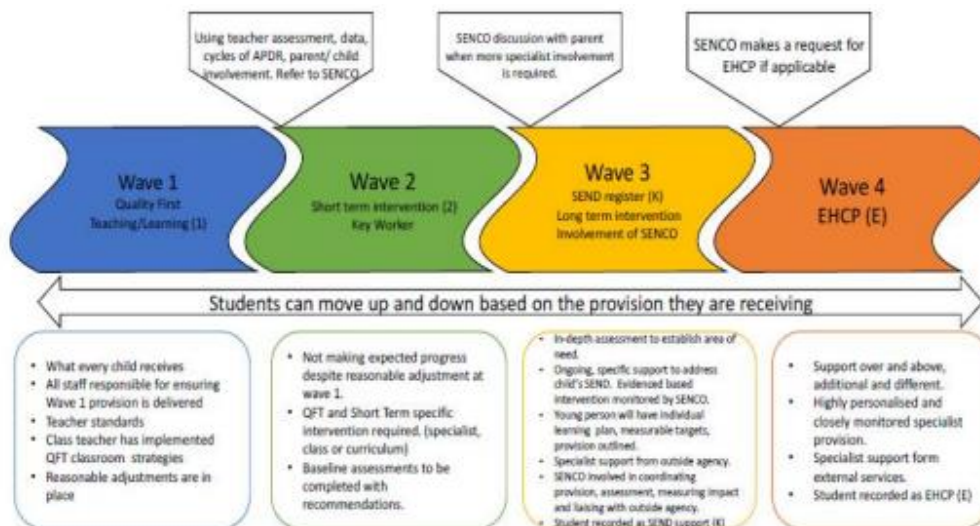 Using teacher assessment, data,
cycles of APDR, parent/ child
involvement. Refer to SENCO
SENCO discussion with parent
when more specialist involvement
is required.
SENCO makes a request for
EHCP if applicable
Wave 1
Quality First
Teaching/Learning (1)
Wave 2
Short term intervention (2)
Key Worker
Wave 3
SEND register (K)
Long term intervention
Involvement of SENCO
Wave 4
EHCP (E)
Students can move up and down based on the provision they are receiving
• What every child receives
• All staff responsible for ensuring
Wave 1 provision is delivered
• Teacher standards
• Class teacher has implemented
QFT classroom strategies
• Reasonable adjustments are in
place
• Not making expected progress
despite reasonable adjustment at
wave 1.
• QFT and Short Term specific
intervention required. (specialist,
class or curriculum)
• Baseline assessments to be
completed with
recommendations.
• In-depth assessment to establish area of
need.
• Ongoing, specific support to address
child's SEND. Evidenced based
intervention monitored by SENCO.
• Young person will have individual
learning plan, measurable targets,
provision outlined.
• Specialist support from outside agency.
• SENCO involved in coordinating
provision, assessment, measuring impact
and liaising with outside agency.
• Student recorded as SEND support (K)
• Support over and above,
additional and different.
• Highly personalised and
closely monitored specialist
provision.
• Specialist support form
external services.
• Student recorded as EHCP (E)